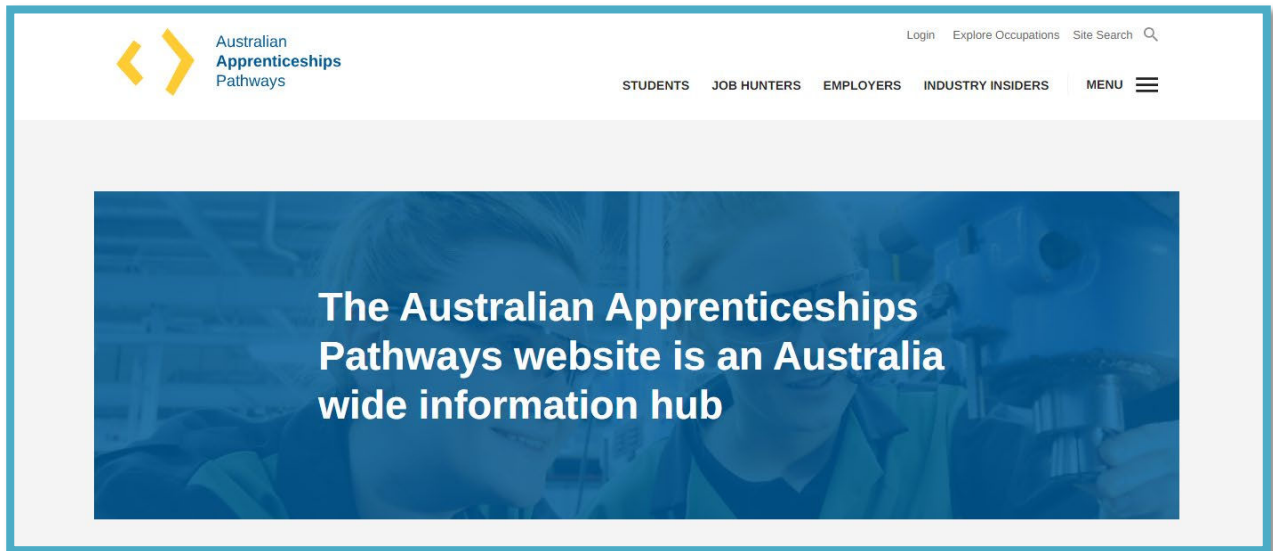 Australian
Apprenticeships
Pathways
Login Explore Occupations Site Search
STUDENTS JOB HUNTERS EMPLOYERS INDUSTRY INSIDERS MENU
The Australian Apprenticeships
Pathways website is an Australia
wide information hub